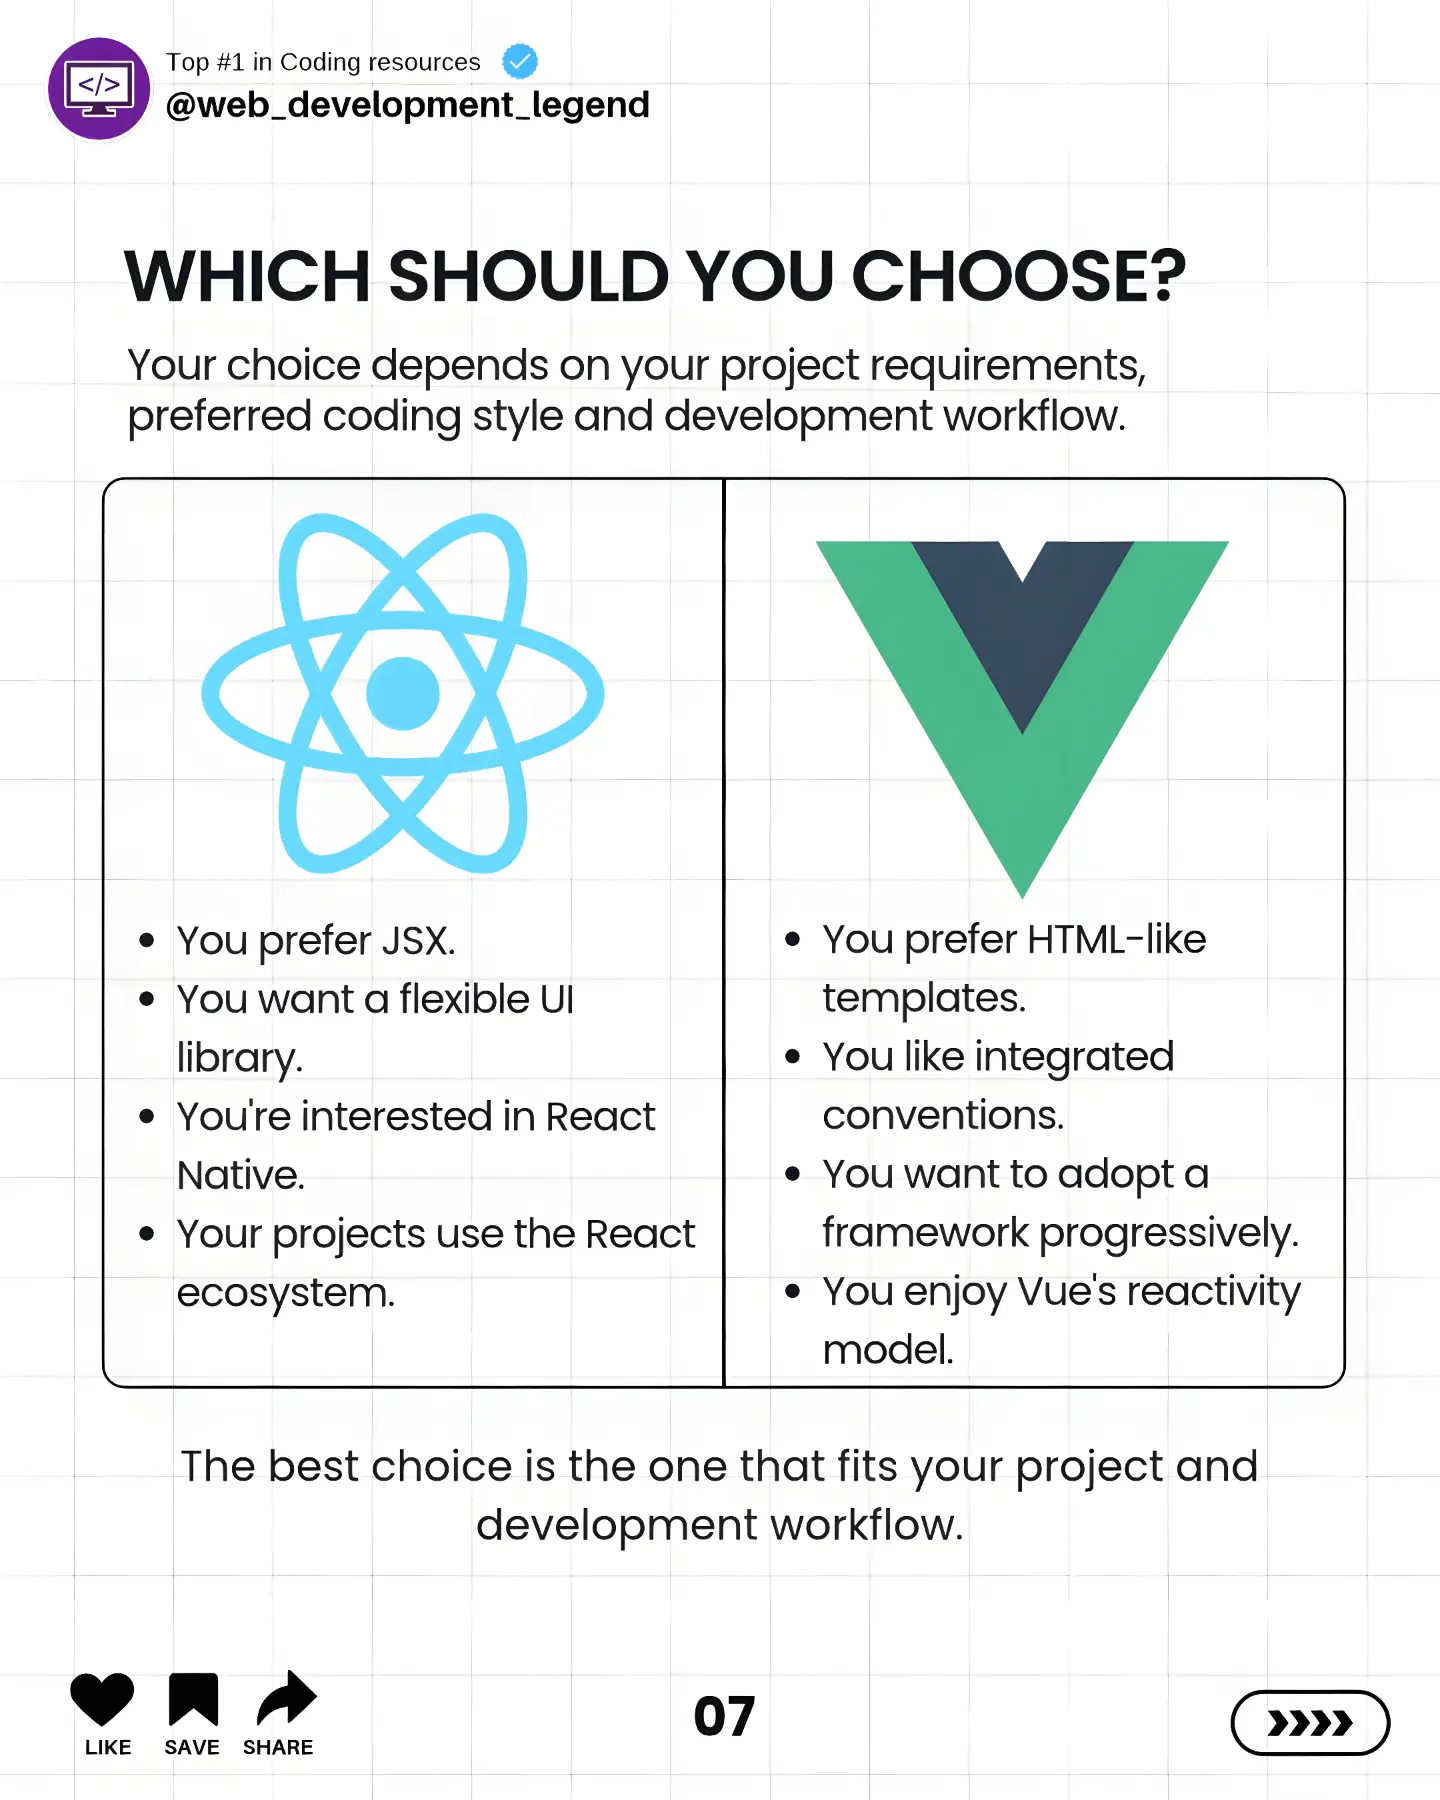 Top #1 in Coding resources
@web_development_legend
WHICH SHOULD YOU CHOOSE?
Your choice depends on your project requirements,
preferred coding style and development workflow.
• You prefer JSX.
• You want a flexible UI
library.
• You're interested in React
Native.
• Your projects use the React
ecosystem.
• You prefer HTML-like
templates.
• You like integrated
conventions.
• You want to adopt a
framework progressively.
• You enjoy Vue's reactivity
model.
The best choice is the one that fits your project and
development workflow.
LIKE SAVE SHARE
07